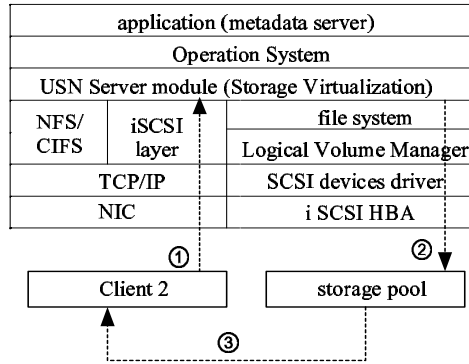 application (metadata server)
Operation System
USN Server module (Storage Virtualization)
NFS/
CIFS
iSCSI
layer
file system
Logical Volume Manager
TCP/IP
SCSI devices driver
NIC
i SCSI HBA
①
②
Client 2
storage pool
③